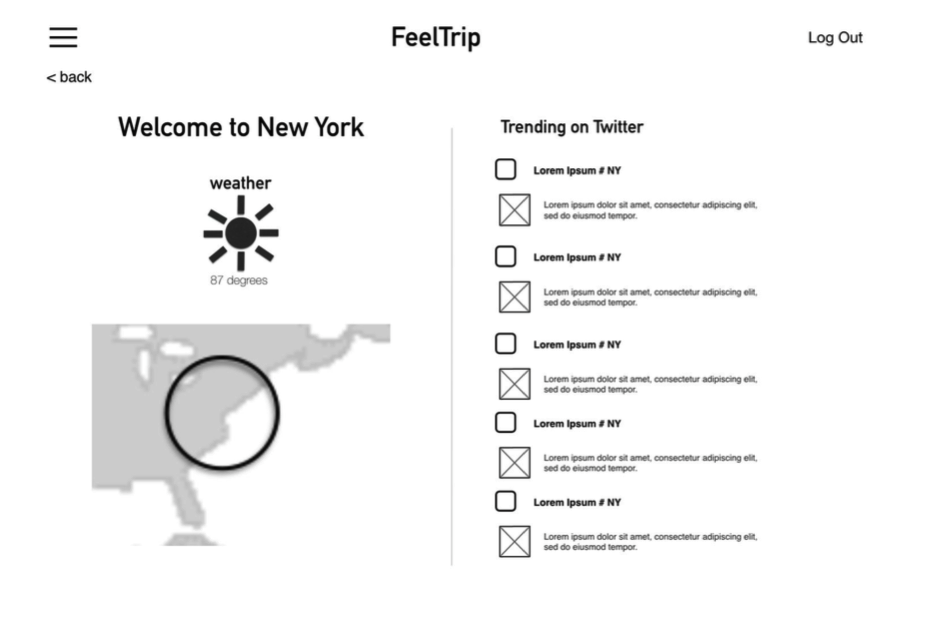 FeelTrip
Log Out
< back
Welcome to New York
weather
87 degrees
Trending on Twitter
Lorem Ipsum # NY
Lorem ipsum dolor sit amet, consectetur adipiscing elit,
sed do eiusmod tempor.
Lorem Ipsum # NY
Lorem ipsum dolor sit amet, consectetur adipiscing elit,
sed do eiusmod tempor.
Lorem Ipsum # NY
Lorem ipsum dolor sit amet, consectetur adipiscing elit,
sed do eiusmod tempor.
Lorem Ipsum # NY
Lorem ipsum dolor sit amet, consectetur adipiscing elit,
sed do eiusmod tempor.
Lorem Ipsum # NY
Lorem ipsum dolor sit amet, consectetur adipiscing elit,
sed do eiusmod tempor.